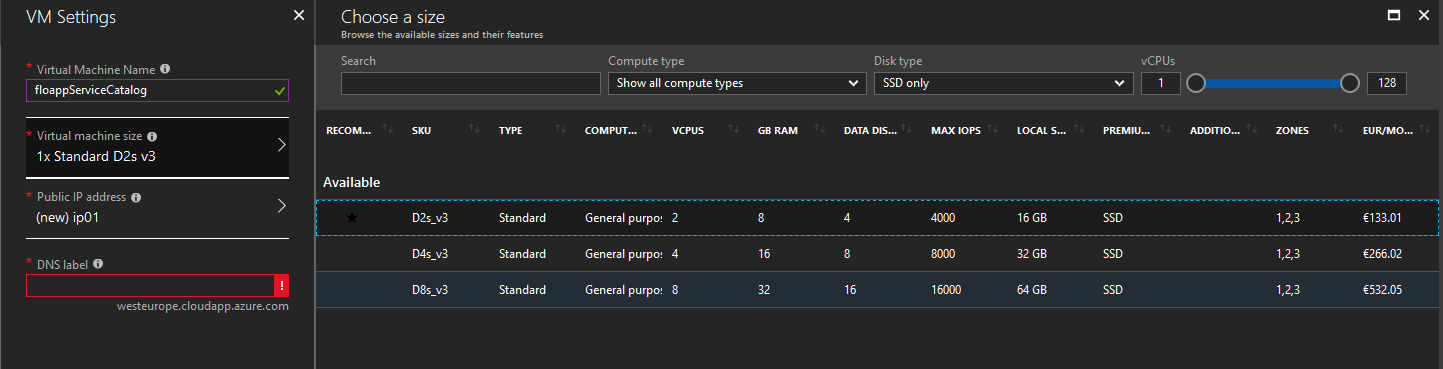 VM Settings
* Virtual Machine Name
floappServiceCatalog
* Virtual machine size
1x Standard D2s v3
* Public IP address
(new) ip01
* DNS label
westeurope.cloudapp.azure.com
Choose a size
Browse the available sizes and their features
Search Compute type Disk type vCPUs
Show all compute types SSD only 1 128
RECOM... SKU TYPE COMPUT... VCPUS GB RAM DATA DIS... MAX IOPS LOCAL S... PREMIU... ADDITIO... ZONES EUR/MO...
Available
★ D2s_v3 Standard General purpos 2 8 4 4000 16 GB SSD 1,2,3 €133.01
D4s_v3 Standard General purpos 4 16 8 8000 32 GB SSD 1,2,3 €266.02
D8s_v3 Standard General purpos 8 32 16 16000 64 GB SSD 1,2,3 €532.05